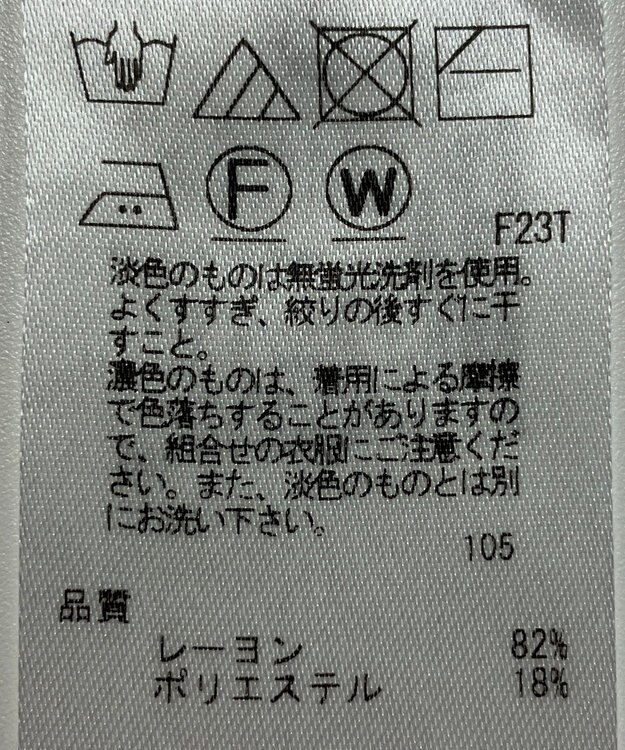 F W
F23T
淡色のものは無蛍光洗剤を使用。
よくすすぎ、絞りの後すぐに干
すこと。
濃色のものは、着用による摩擦
で色落ちすることがありますの
で、組合せの衣服にご注意くだ
さい。また、淡色のものとは別
にお洗い下さい。
105
品質
レーヨン 82%
ポリエステル 18%